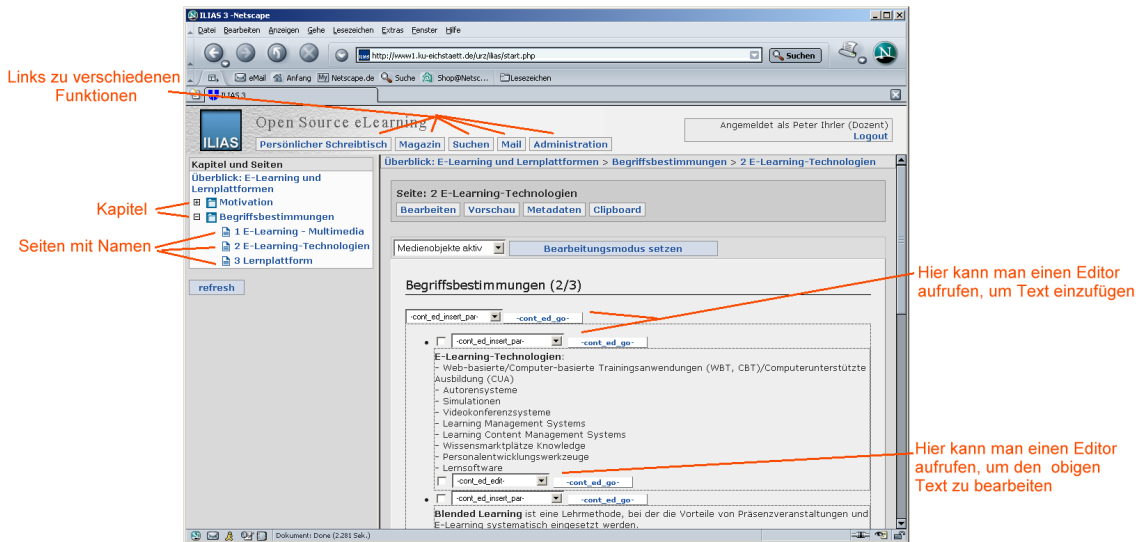 ILIAS 3 - Netscape
Datei Bearbeiten Anzeigen Gehe Lesezeichen Extras Fenster Hilfe
http://www1.ku-eichstaett.de/urz/ilias/start.php
Suchen
N
eMail Anfang My Netscape.de Suche Shop@Netsc... Lesezeichen
ILIAS 3
Links zu verschiedenen
Funktionen
Open Source eLearning
ILIAS
Angemeldet als Peter Ihrler (Dozent)
Logout
Persönlicher Schreibtisch Magazin Suchen Mail Administration
Kapitel und Seiten
Überblick: E-Learning und
Lernplattformen
Motivation
Begriffsbestimmungen
1 E-Learning - Multimedia
2 E-Learning-Technologien
3 Lernplattform
refresh
Kapitel
Seiten mit Namen
Überblick: E-Learning und Lernplattformen > Begriffsbestimmungen > 2 E-Learning-Technologien
Seite: 2 E-Learning-Technologien
Bearbeiten Vorschau Metadaten Clipboard
Medienobjekte aktiv Bearbeitungsmodus setzen
Begriffsbestimmungen (2/3)
-cont_ed_insert_par- -cont_ed_go-
-cont_ed_insert_par- -cont_ed_go-
E-Learning-Technologien:
- Web-basierte/Computer-basierte Trainingsanwendungen (WBT, CBT)/Computerunterstützte
Ausbildung (CUA)
- Autorensysteme
- Simulationen
- Videokonferenzsysteme
- Learning Management Systems
- Learning Content Management Systems
- Wissensmarktplätze Knowledge
- Personalentwicklungswerkzeuge
- Lernsoftware
-cont_ed_edit- -cont_ed_go-
-cont_ed_insert_par- -cont_ed_go-
Blended Learning ist eine Lehrmethode, bei der die Vorteile von Präsenzveranstaltungen und
E-Learning systematisch eingesetzt werden.
Hier kann man einen Editor
aufrufen, um Text einzufügen
Hier kann man einen Editor
aufrufen, um den obigen
Text zu bearbeiten
Dokument: Done (2.281 Sek.)